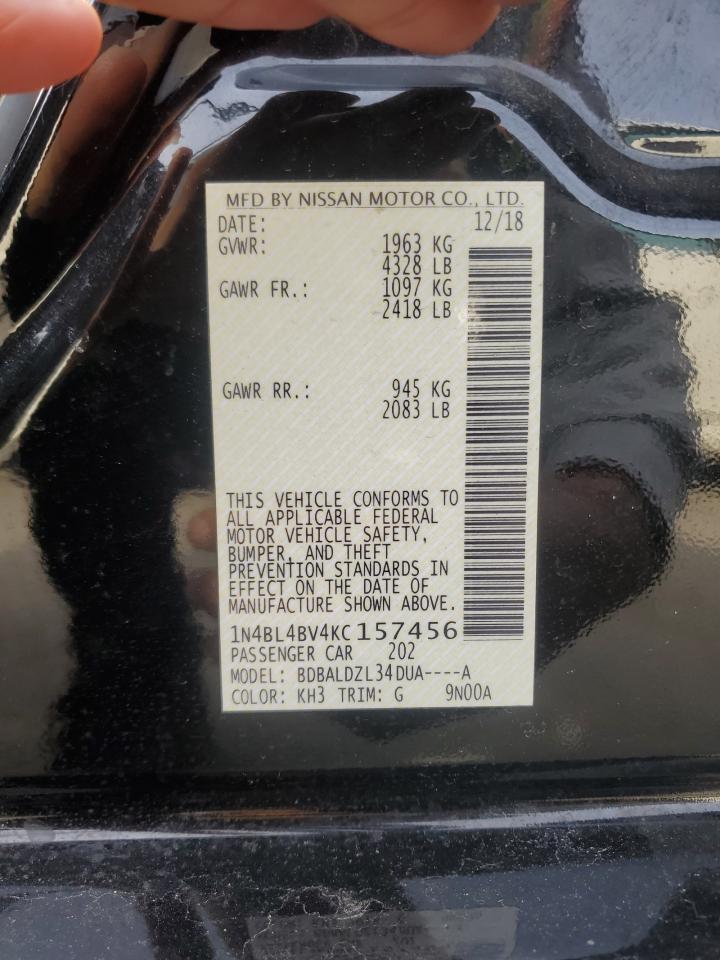 MFD BY NISSAN MOTOR CO., LTD.
DATE: 12/18
GVWR: 1963 KG
4328 LB
GAWR FR.: 1097 KG
2418 LB
GAWR RR.: 945 KG
2083 LB
THIS VEHICLE CONFORMS TO
ALL APPLICABLE FEDERAL
MOTOR VEHICLE SAFETY,
BUMPER, AND THEFT
PREVENTION STANDARDS IN
EFFECT ON THE DATE OF
MANUFACTURE SHOWN ABOVE.
1N4BL4BV4KC157456
PASSENGER CAR 202
MODEL: BDBALDZL34DUA----A
COLOR: KH3 TRIM: G 9N00A